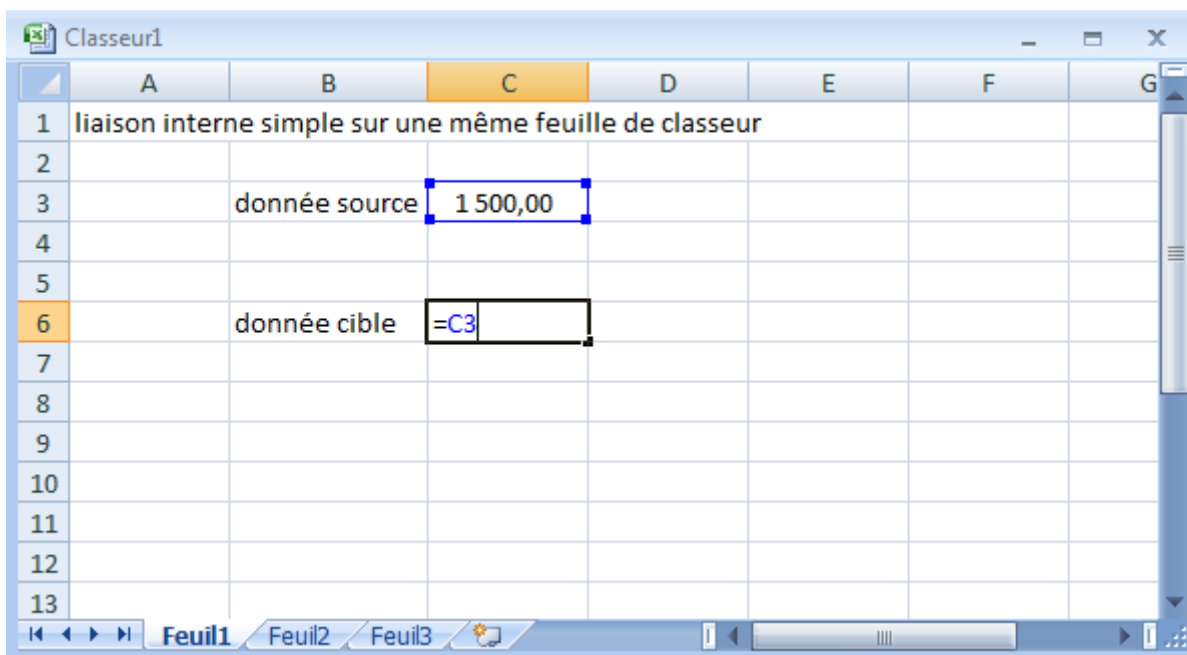 Classeur1
A B C D E F G
1 liaison interne simple sur une même feuille de classeur
2
3 donnée source 1 500,00
4
5
6 donnée cible =C3
7
8
9
10
11
12
13
Feuil1 Feuil2 Feuil3